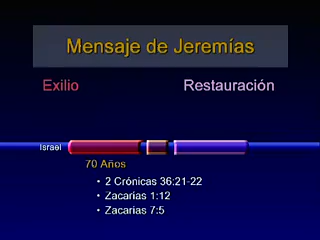 Mensaje de Jeremías
Exilio Restauración
Israel
70 Años
• 2 Crónicas 36:21-22
• Zacarías 1:12
• Zacarías 7:5